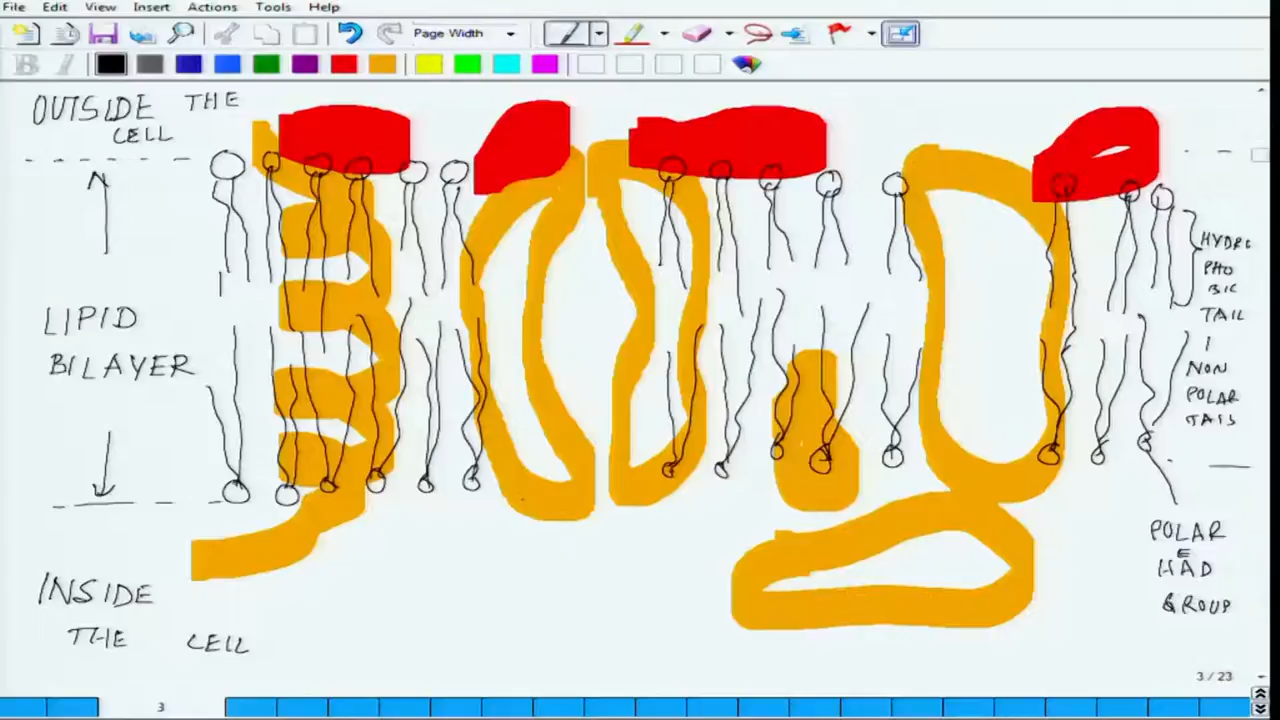 File Edit View Insert Actions Tools Help
Page Width
OUTSIDE THE
CELL
LIPID
BILAYER
INSIDE
THE CELL
HYDRO
PHO
BIC
TAIL
NON
POLAR
TAILS
POLAR
HEAD
GROUP
3 / 23
3